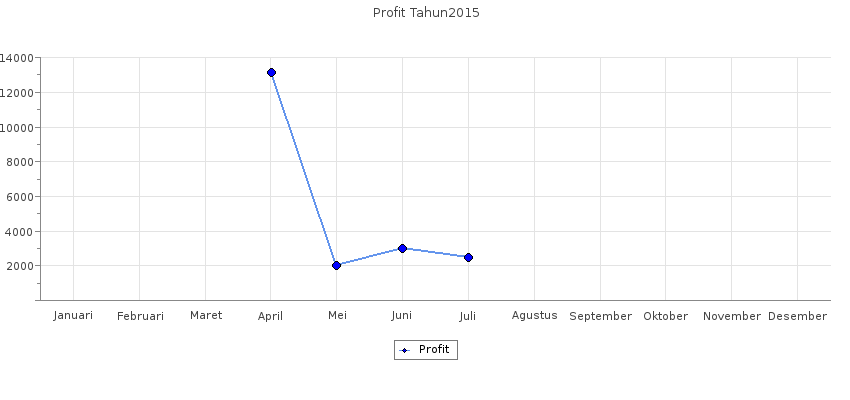 Profit Tahun2015
14000
12000
10000
8000
6000
4000
2000
Januari Februari Maret April Mei Juni Juli Agustus September Oktober November Desember
Profit